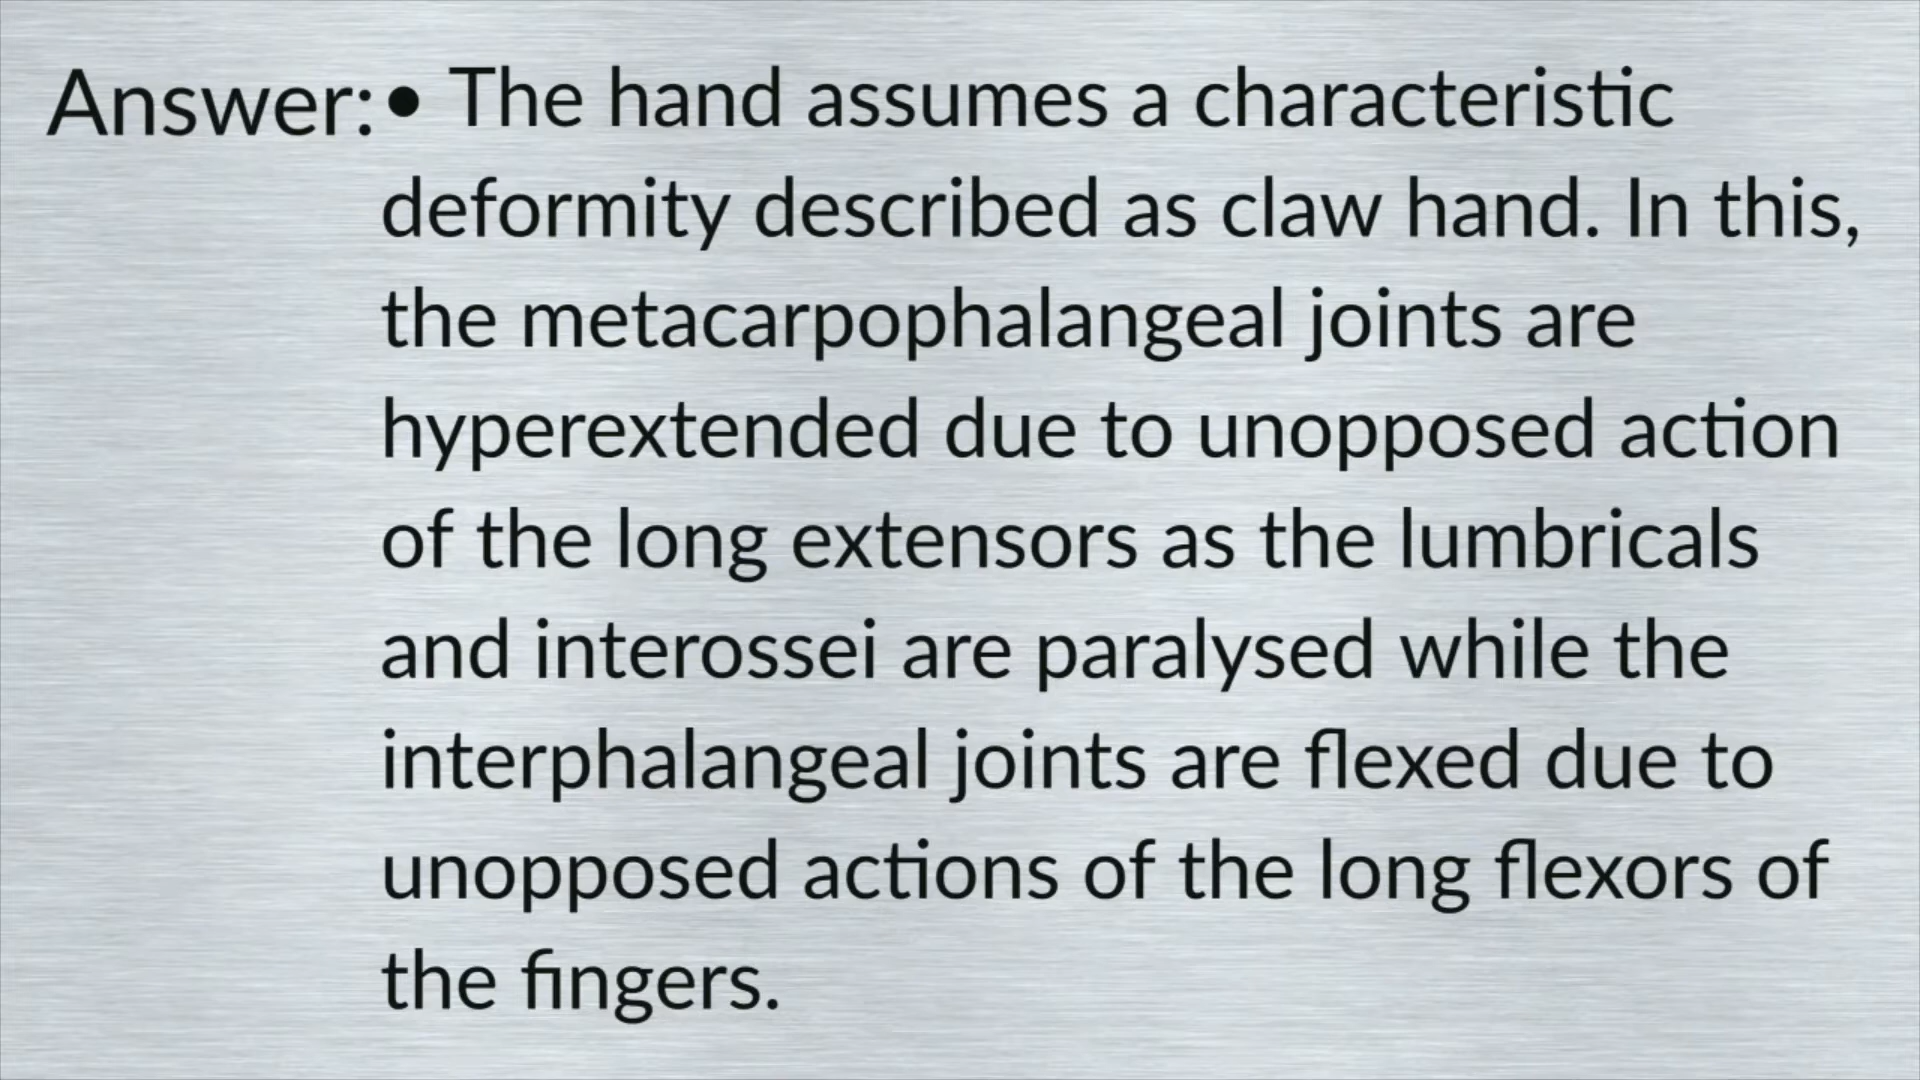 Answer:• The hand assumes a characteristic
deformity described as claw hand. In this,
the metacarpophalangeal joints are
hyperextended due to unopposed action
of the long extensors as the lumbricals
and interossei are paralysed while the
interphalangeal joints are flexed due to
unopposed actions of the long flexors of
the fingers.